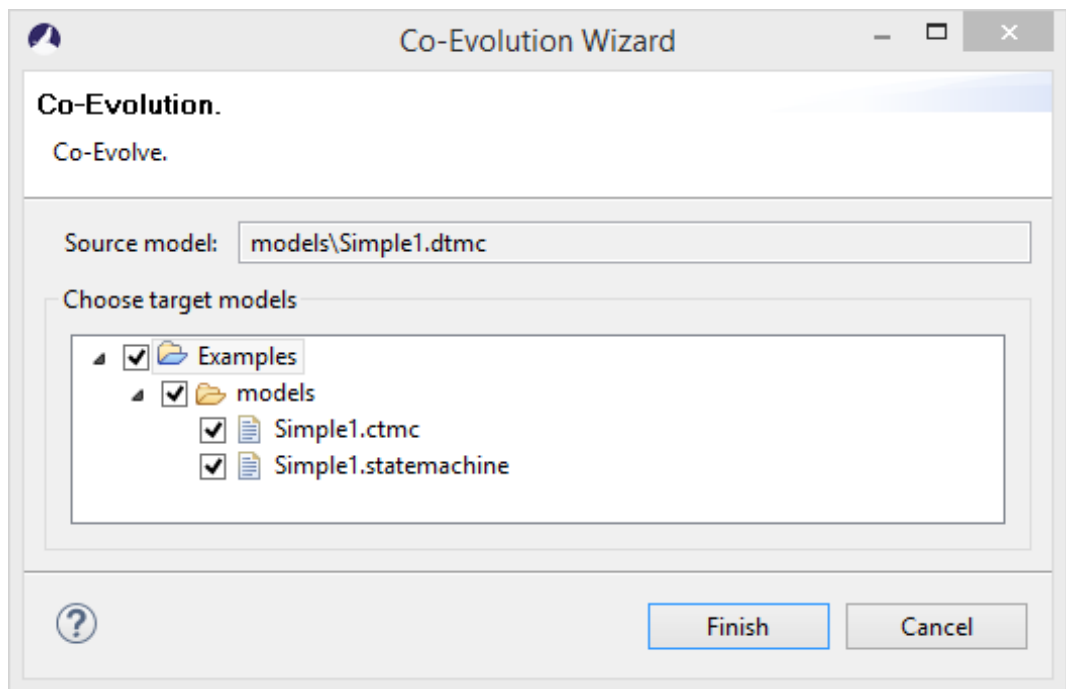 Co-Evolution Wizard
Co-Evolution.
Co-Evolve.
Source model: models\Simple1.dtmc
Choose target models
Examples
models
Simple1.ctmc
Simple1.statemachine
? Finish Cancel